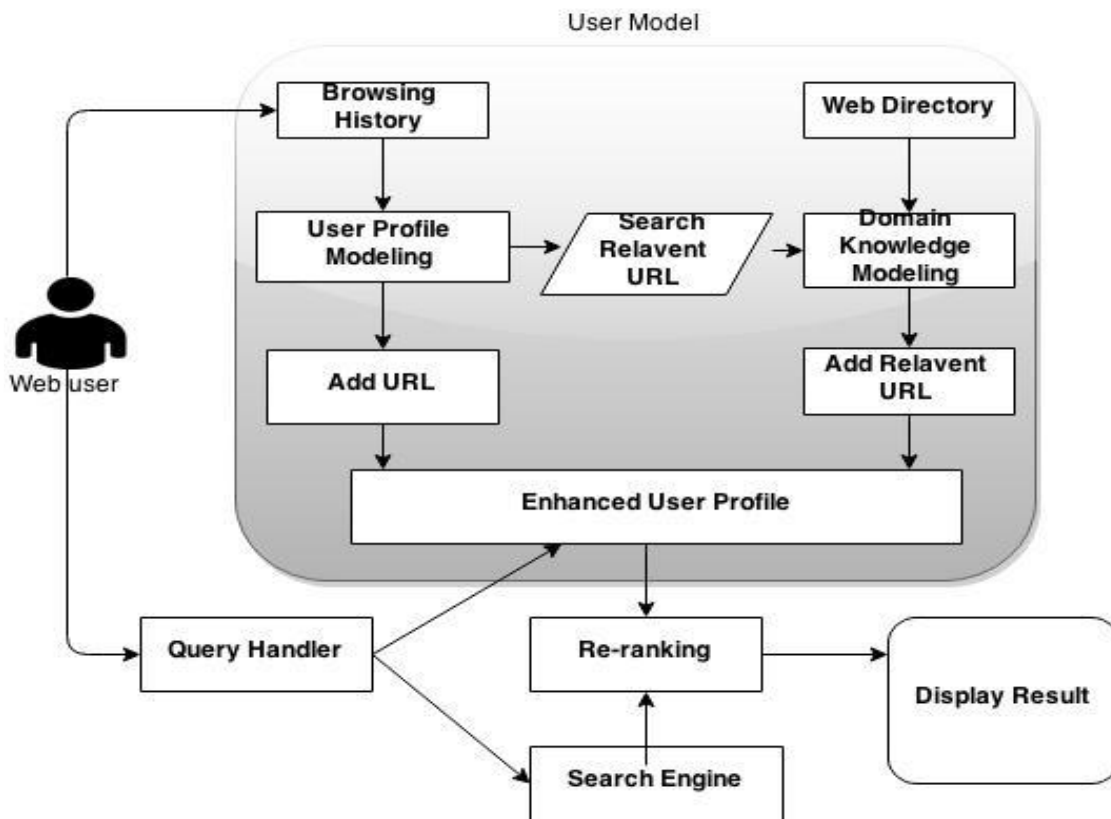 User Model
Browsing
History
Web Directory
User Profile
Modeling
Search
Relavent
URL
Domain
Knowledge
Modeling
Web user
Add URL
Add Relavent
URL
Enhanced User Profile
Query Handler
Re-ranking
Display Result
Search Engine